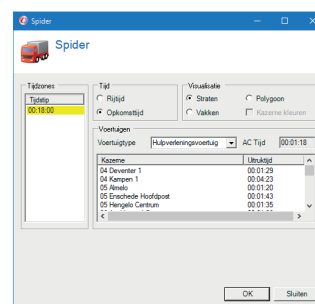 Spider
Spider
Tijdzones
Tijdstip
00:18:00
Tijd
Rijtijd
Opkomsttijd
Visualisatie
Straten
Polygoon
Vakken
Kazerne kleuren
Voertuigen
Voertuigtype
Hulpverleningsvoertuig
AC Tijd
00:01:18
Kazerne
Uitruktijd
04 Deventer 1
00:01:29
04 Kampen 1
00:04:23
05 Almelo
00:01:20
05 Enschede Hoofdpost
00:01:43
05 Hengelo Centrum
00:01:35
OK
Sluiten